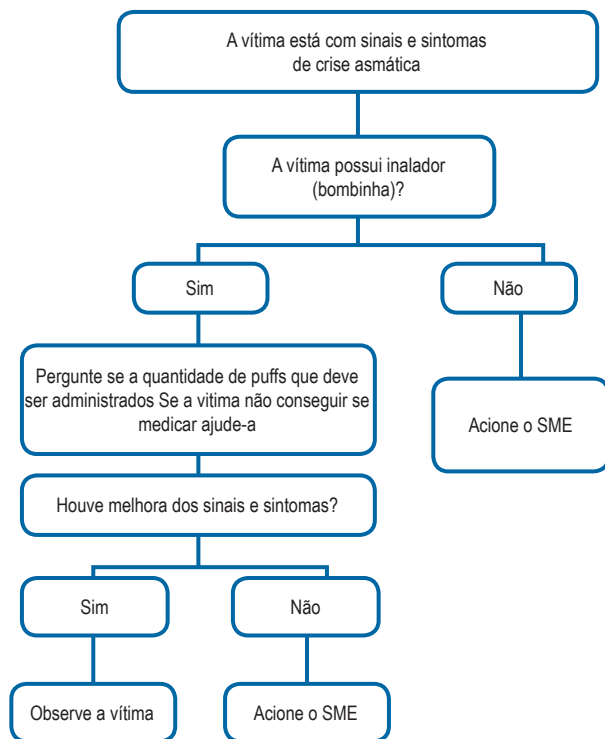 A vítima está com sinais e sintomas
de crise asmática
A vítima possui inalador
(bombinha)?
Sim
Não
Pergunte se a quantidade de puffs que deve
ser administrados Se a vitima não conseguir se
medicar ajude-a
Acione o SME
Houve melhora dos sinais e sintomas?
Sim
Não
Observe a vítima
Acione o SME